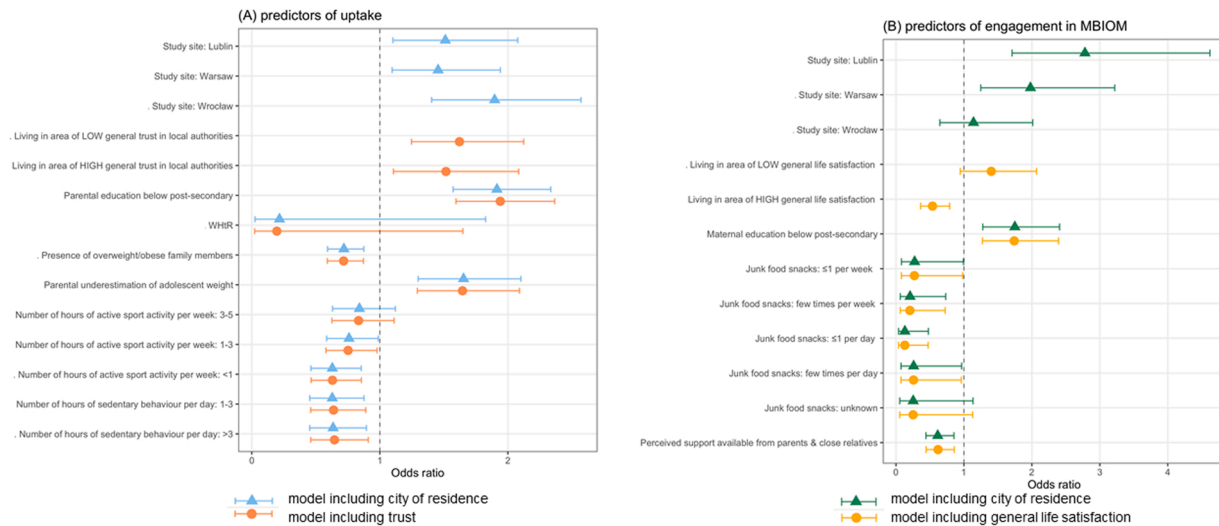 (A) predictors of uptake
Study site: Lublin
Study site: Warsaw
. Study site: Wrocław
. Living in area of LOW general trust in local authorities
Living in area of HIGH general trust in local authorities
Parental education below post-secondary
. WHtR
. Presence of overweight/obese family members
Parental underestimation of adolescent weight
Number of hours of active sport activity per week: 3-5
Number of hours of active sport activity per week: 1-3
. Number of hours of active sport activity per week: <1
Number of hours of sedentary behaviour per day: 1-3
. Number of hours of sedentary behaviour per day: >3
0 1 2
Odds ratio
model including city of residence
model including trust
(B) predictors of engagement in MBIOM
Study site: Lublin
. Study site: Warsaw
. Study site: Wrocław
. Living in area of LOW general life satisfaction
Living in area of HIGH general life satisfaction
Maternal education below post-secondary
Junk food snacks: ≤1 per week
Junk food snacks: few times per week
Junk food snacks: ≤1 per day
Junk food snacks: few times per day
Junk food snacks: unknown
Perceived support available from parents & close relatives
0 1 2 3 4
Odds ratio
model including city of residence
model including general life satisfaction